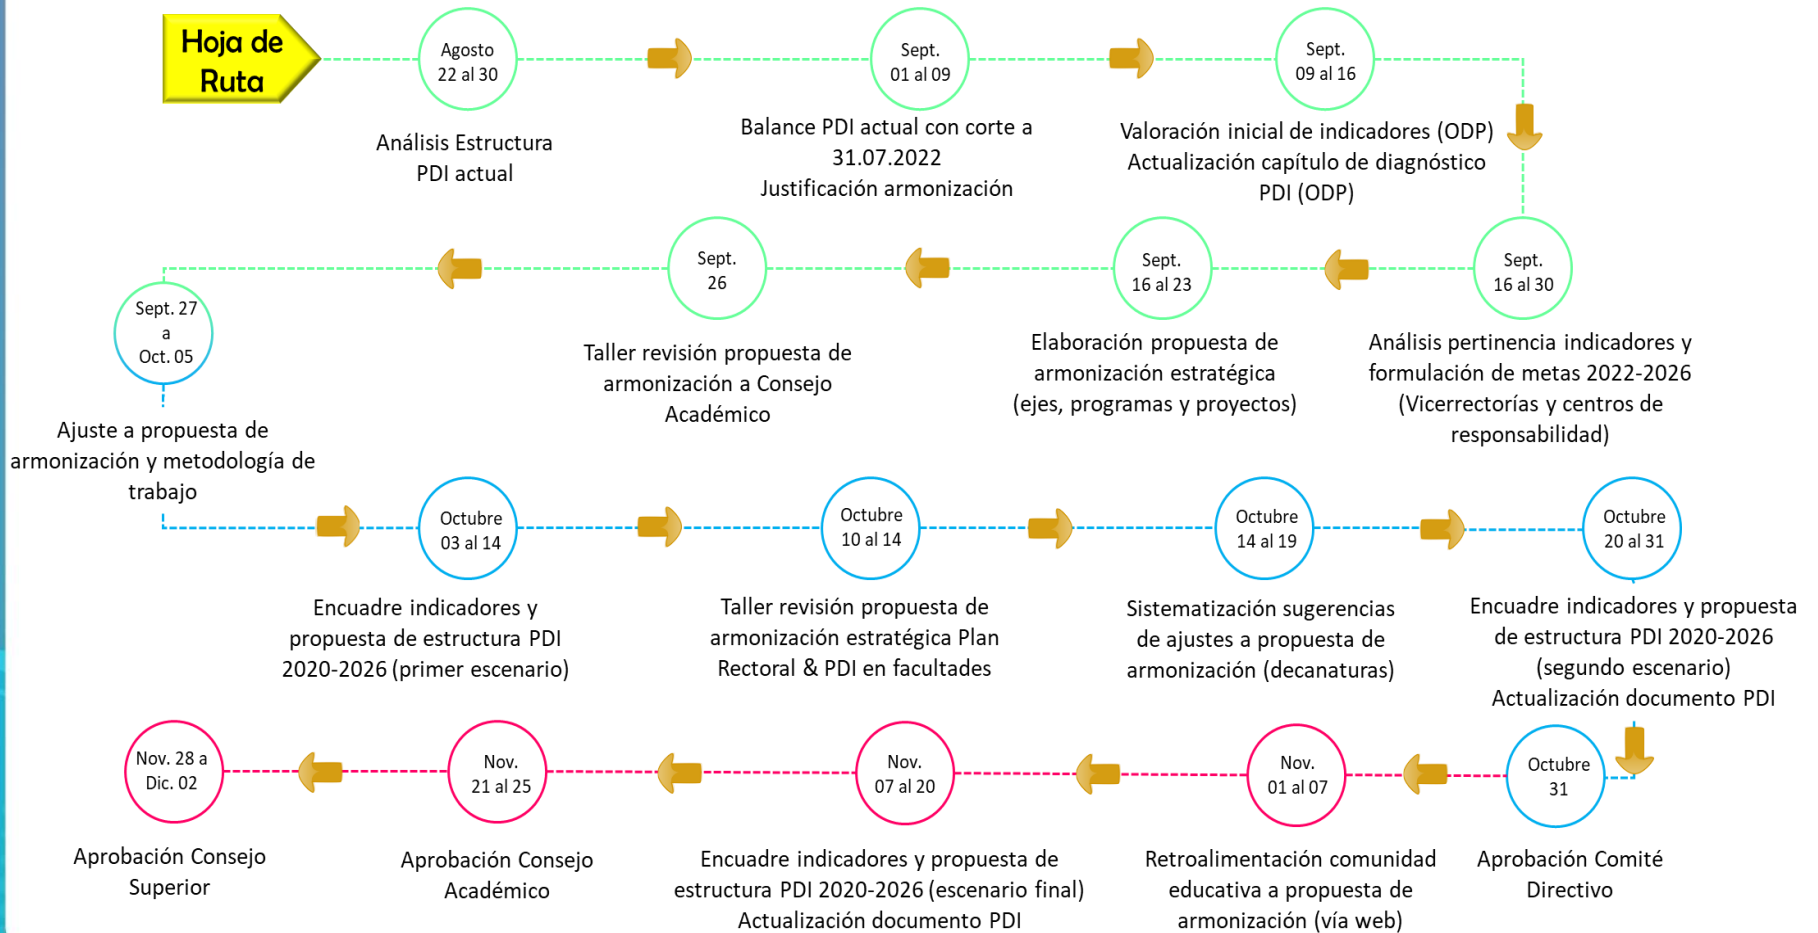 Hoja de
Ruta
Agosto
22 al 30
Análisis Estructura
PDI actual
Sept.
01 al 09
Balance PDI actual con corte a
31.07.2022
Justificación armonización
Sept.
09 al 16
Valoración inicial de indicadores (ODP)
Actualización capítulo de diagnóstico
PDI (ODP)
Sept.
16 al 30
Análisis pertinencia indicadores y
formulación de metas 2022-2026
(Vicerrectorías y centros de
responsabilidad)
Sept.
16 al 23
Elaboración propuesta de
armonización estratégica
(ejes, programas y proyectos)
Sept.
26
Taller revisión propuesta de
armonización a Consejo
Académico
Sept. 27
a
Oct. 05
Ajuste a propuesta de
armonización y metodología de
trabajo
Octubre
03 al 14
Encuadre indicadores y
propuesta de estructura PDI
2020-2026 (primer escenario)
Octubre
10 al 14
Taller revisión propuesta de
armonización estratégica Plan
Rectoral & PDI en facultades
Octubre
14 al 19
Sistematización sugerencias
de ajustes a propuesta de
armonización (decanaturas)
Octubre
20 al 31
Encuadre indicadores y propuesta
de estructura PDI 2020-2026
(segundo escenario)
Actualización documento PDI
Octubre
31
Aprobación Comité
Directivo
Nov.
01 al 07
Retroalimentación comunidad
educativa a propuesta de
armonización (vía web)
Nov.
07 al 20
Encuadre indicadores y propuesta de
estructura PDI 2020-2026 (escenario final)
Actualización documento PDI
Nov.
21 al 25
Aprobación Consejo
Académico
Nov. 28 a
Dic. 02
Aprobación Consejo
Superior